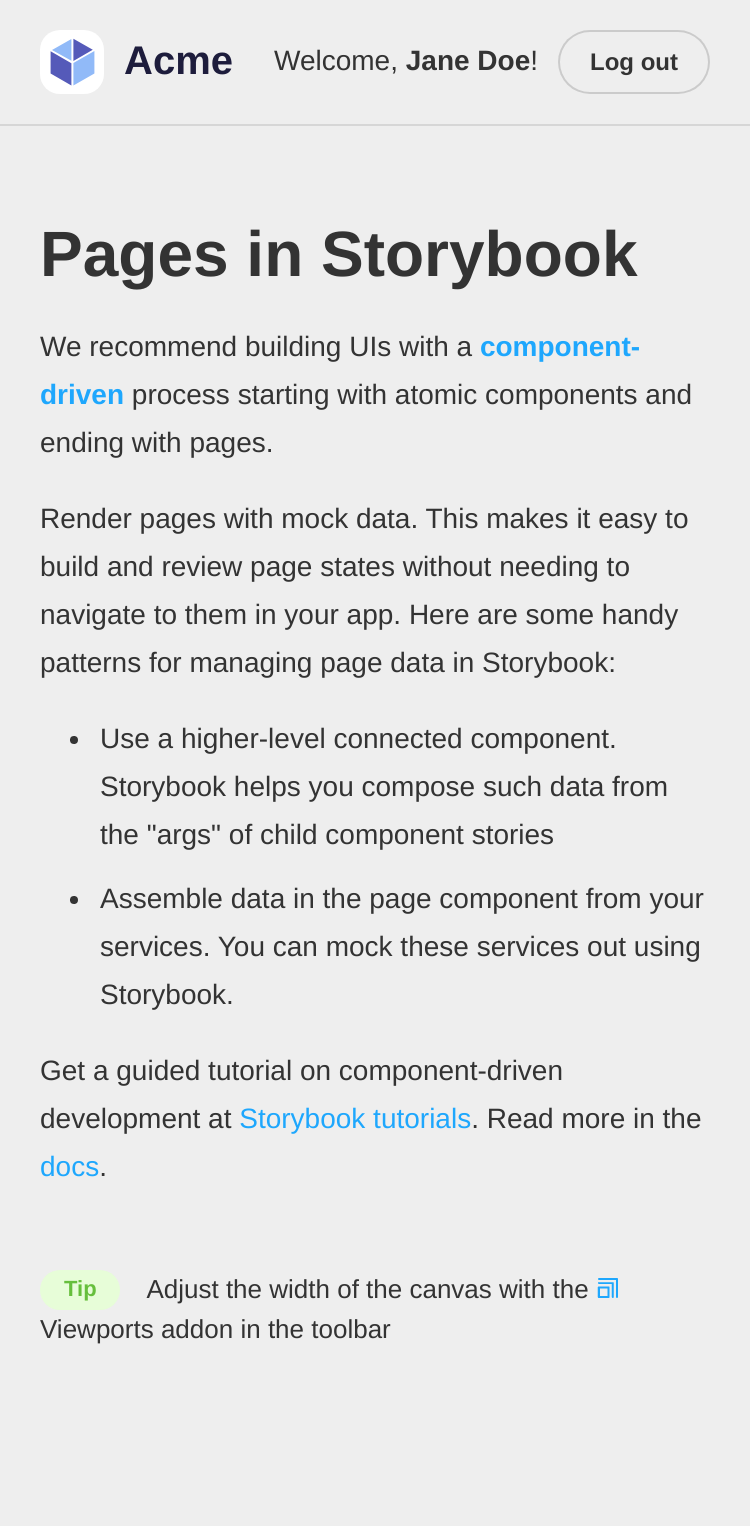 Acme
Welcome, Jane Doe!
Log out
Pages in Storybook
We recommend building UIs with a component-
driven process starting with atomic components and
ending with pages.
Render pages with mock data. This makes it easy to
build and review page states without needing to
navigate to them in your app. Here are some handy
patterns for managing page data in Storybook:
• Use a higher-level connected component.
Storybook helps you compose such data from
the "args" of child component stories
• Assemble data in the page component from your
services. You can mock these services out using
Storybook.
Get a guided tutorial on component-driven
development at Storybook tutorials. Read more in the
docs.
Tip Adjust the width of the canvas with the
Viewports addon in the toolbar